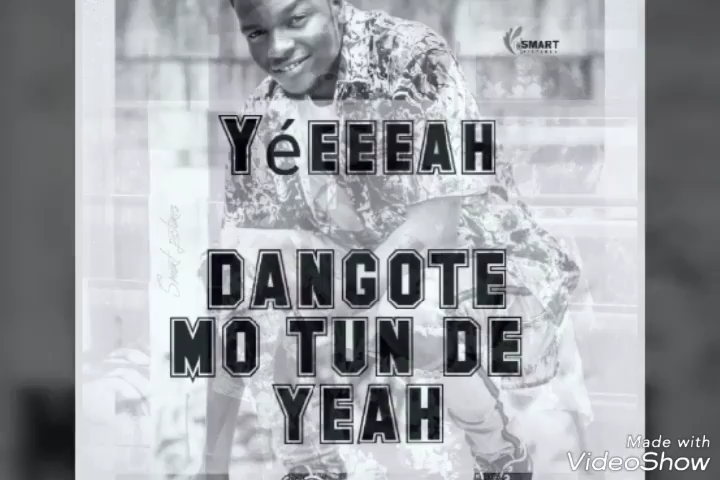 SMART
YéEEEAH
DANGOTE
MO TUN DE
YEAH
Made with
VideoShow